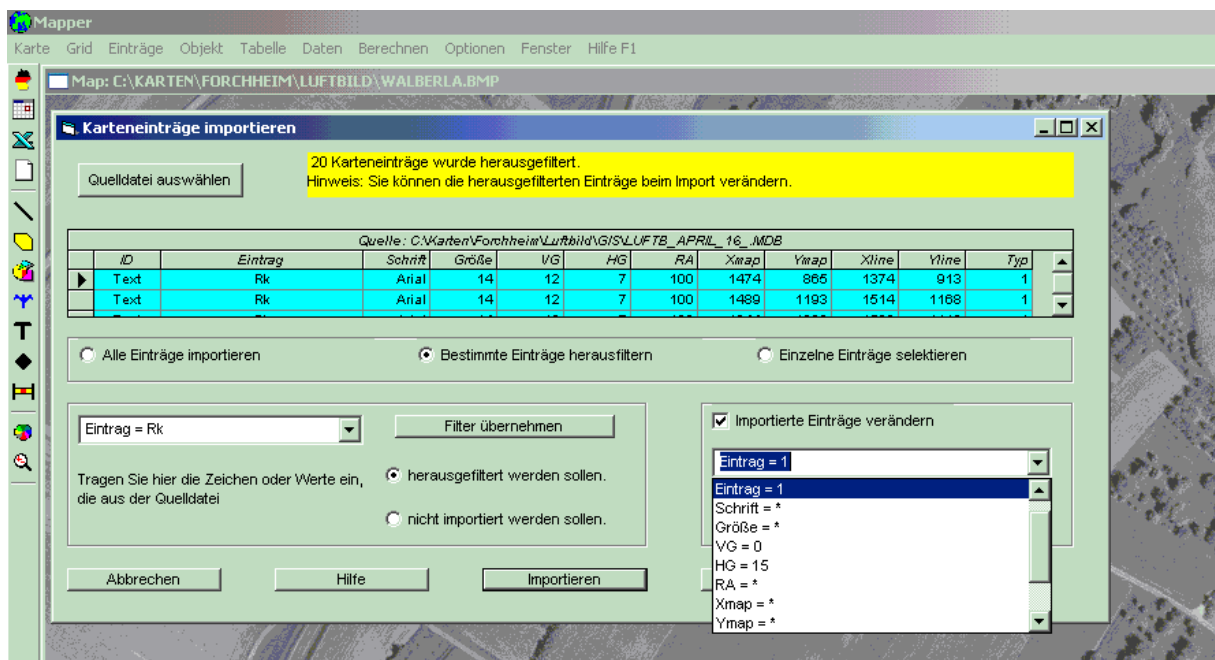 Mapper
Karte Grid Einträge Objekt Tabelle Daten Berechnen Optionen Fenster Hilfe F1
Map: C:\KARTEN\FORCHHEIM\LUFTBILD\WALBERLA.BMP
Karteneinträge importieren
Quelldatei auswählen
20 Karteneinträge wurde herausgefiltert.
Hinweis: Sie können die herausgefilterten Einträge beim Import verändern.
Quelle: C:\Karten\Forchheim\Luftbild\GIS\LUFTB_APRIL_16_.MDB
ID Eintrag Schrift Größe VG HG RA Xmap Ymap Xline Yline Typ
Text Rk Arial 14 12 7 100 1474 865 1374 913 1
Text Rk Arial 14 12 7 100 1489 1193 1514 1168 1
Alle Einträge importieren Bestimmte Einträge herausfiltern Einzelne Einträge selektieren
Eintrag = Rk
Filter übernehmen
Tragen Sie hier die Zeichen oder Werte ein,
die aus der Quelldatei
herausgefiltert werden sollen.
nicht importiert werden sollen.
Importierte Einträge verändern
Eintrag = 1
Eintrag = 1
Schrift = *
Größe = *
VG = 0
HG = 15
RA = *
Xmap = *
Ymap = *
Abbrechen Hilfe Importieren